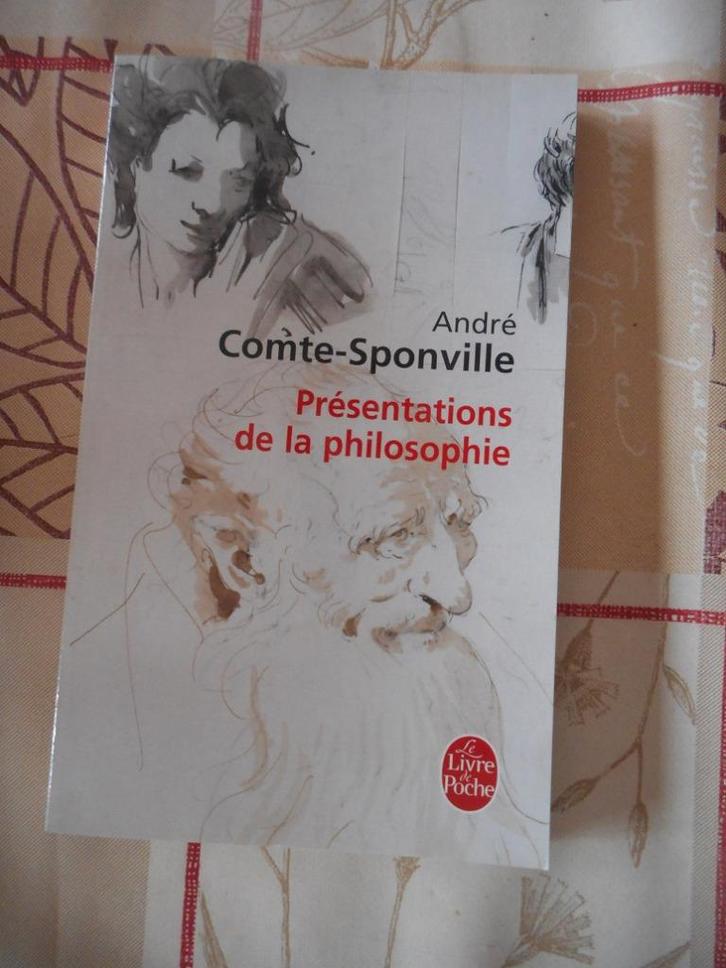 André
Comte-Sponville
Présentations
de la philosophie
Le
Livre
de
Poche